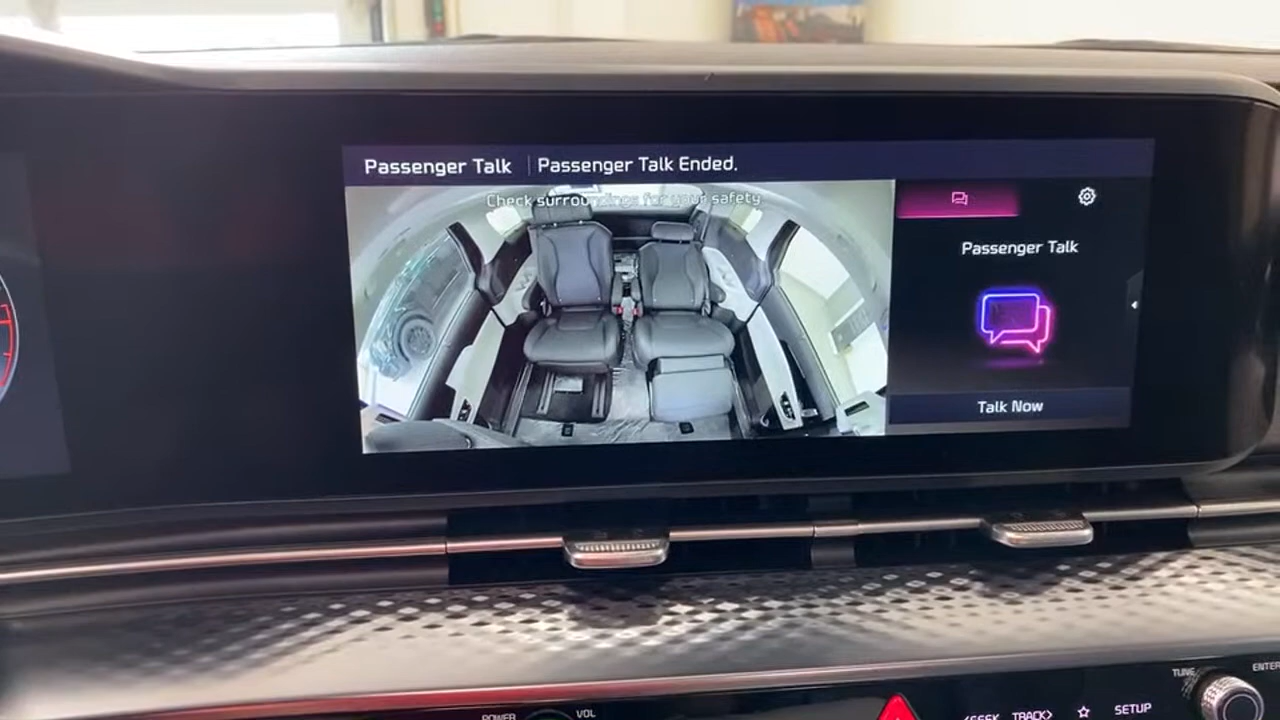 Passenger Talk | Passenger Talk Ended.
Check surroundings for your safety
Passenger Talk
Talk Now
POWER
VOL
<SEEK TRACK>
SETUP
TUNE
ENTER